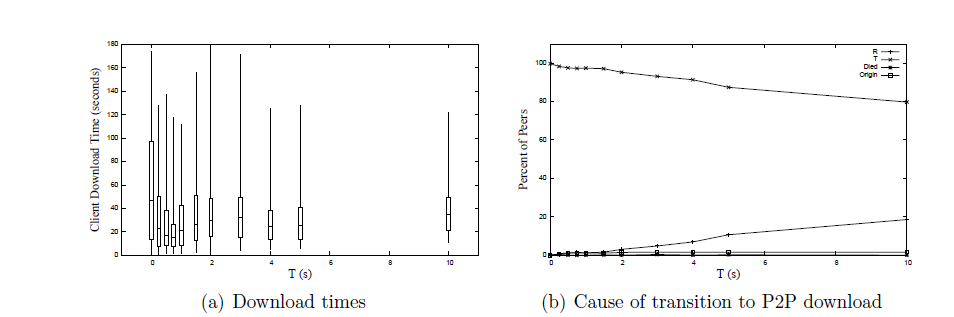 180
160
140
120
100
80
60
40
20
0
Client Download Time (seconds)
0
2
4
6
8
10
T (s)
(a) Download times
100
80
60
40
20
0
Percent of Peers
R
T
Died
Origin
0
2
4
6
8
10
T (s)
(b) Cause of transition to P2P download